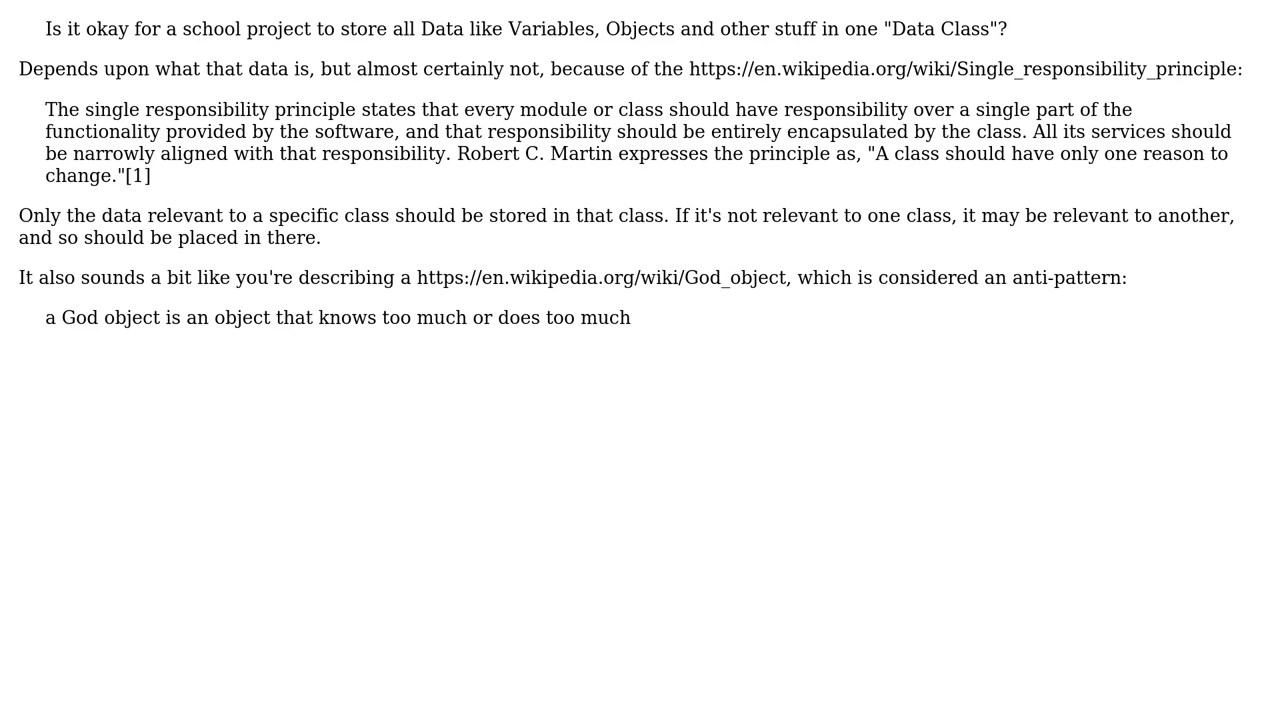 Is it okay for a school project to store all Data like Variables, Objects and other stuff in one "Data Class"?
Depends upon what that data is, but almost certainly not, because of the https://en.wikipedia.org/wiki/Single_responsibility_principle:
The single responsibility principle states that every module or class should have responsibility over a single part of the
functionality provided by the software, and that responsibility should be entirely encapsulated by the class. All its services should
be narrowly aligned with that responsibility. Robert C. Martin expresses the principle as, "A class should have only one reason to
change."[1]
Only the data relevant to a specific class should be stored in that class. If it's not relevant to one class, it may be relevant to another,
and so should be placed in there.
It also sounds a bit like you're describing a https://en.wikipedia.org/wiki/God_object, which is considered an anti-pattern:
a God object is an object that knows too much or does too much